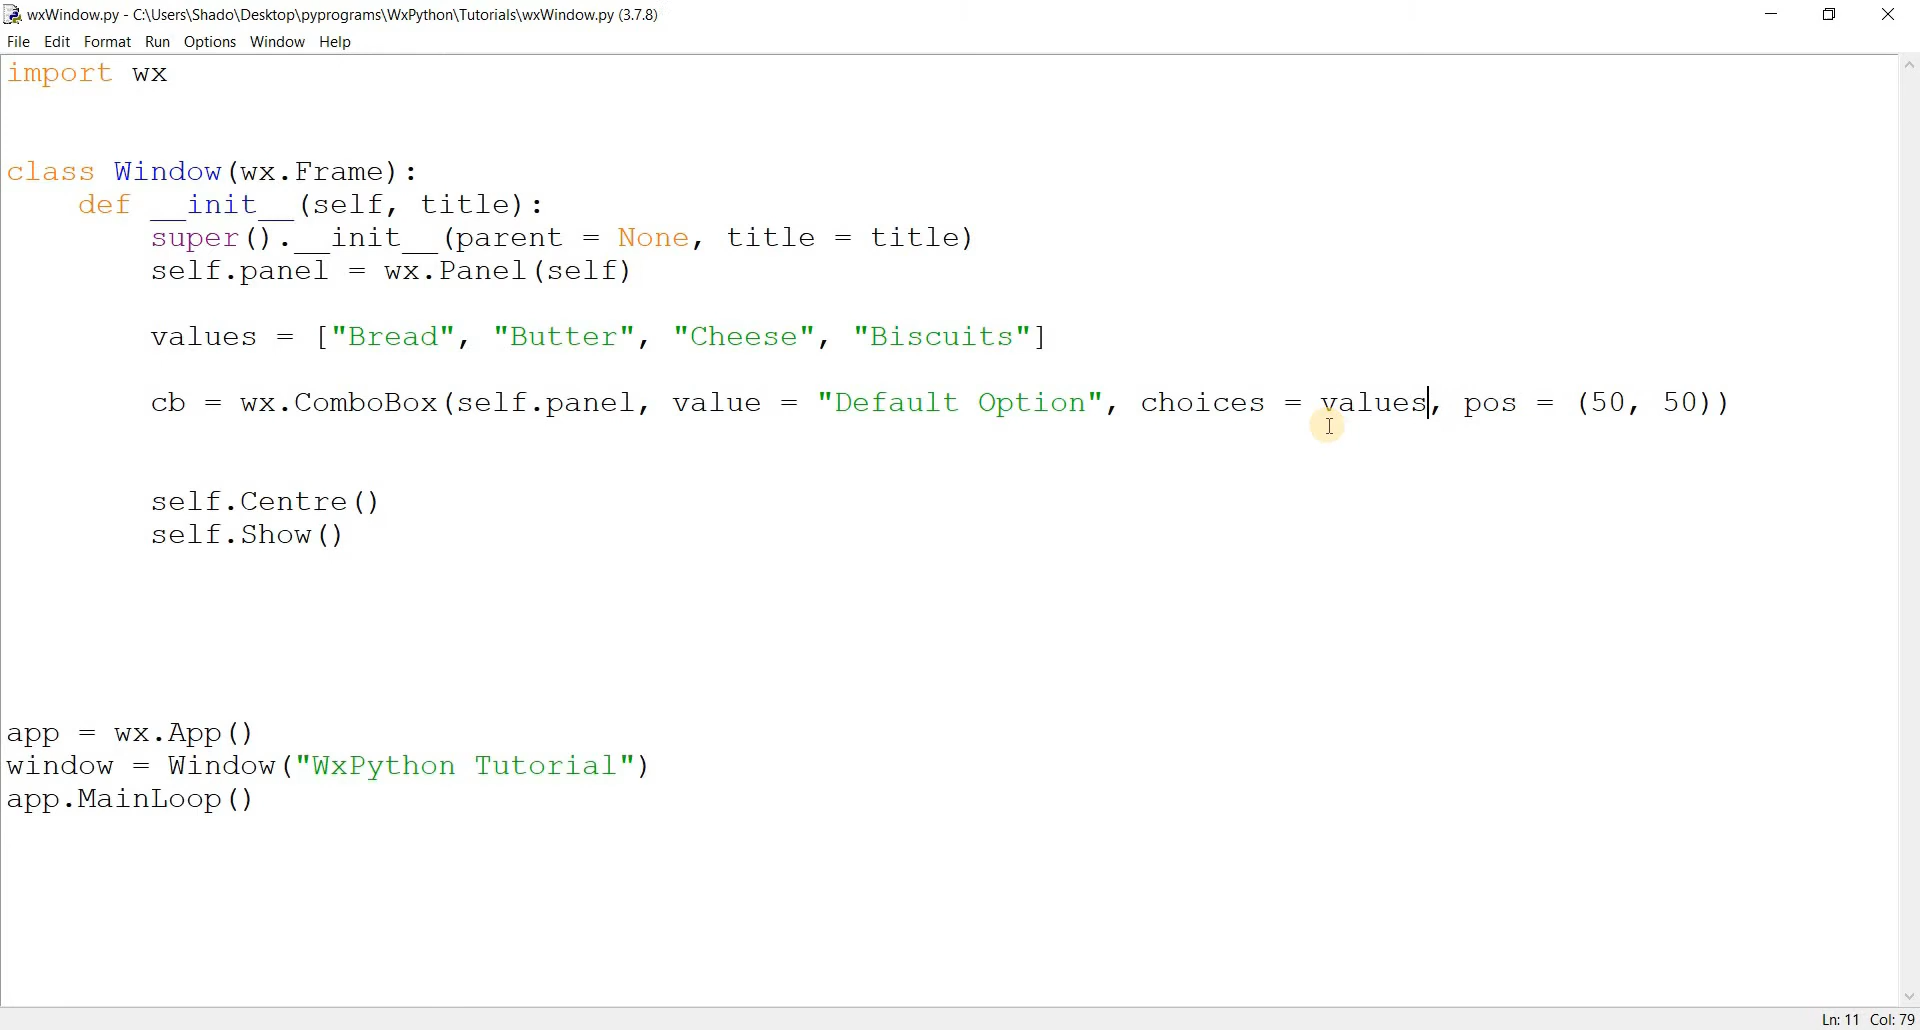 wxWindow.py - C:\Users\Shado\Desktop\pyprograms\WxPython\Tutorials\wxWindow.py (3.7.8)
File Edit Format Run Options Window Help
import wx
class Window(wx.Frame):
    def __init__(self, title):
        super().__init__(parent = None, title = title)
        self.panel = wx.Panel(self)
        values = ["Bread", "Butter", "Cheese", "Biscuits"]
        cb = wx.ComboBox(self.panel, value = "Default Option", choices = values, pos = (50, 50))
        self.Centre()
        self.Show()
app = wx.App()
window = Window("WxPython Tutorial")
app.MainLoop()
Ln: 11 Col: 79